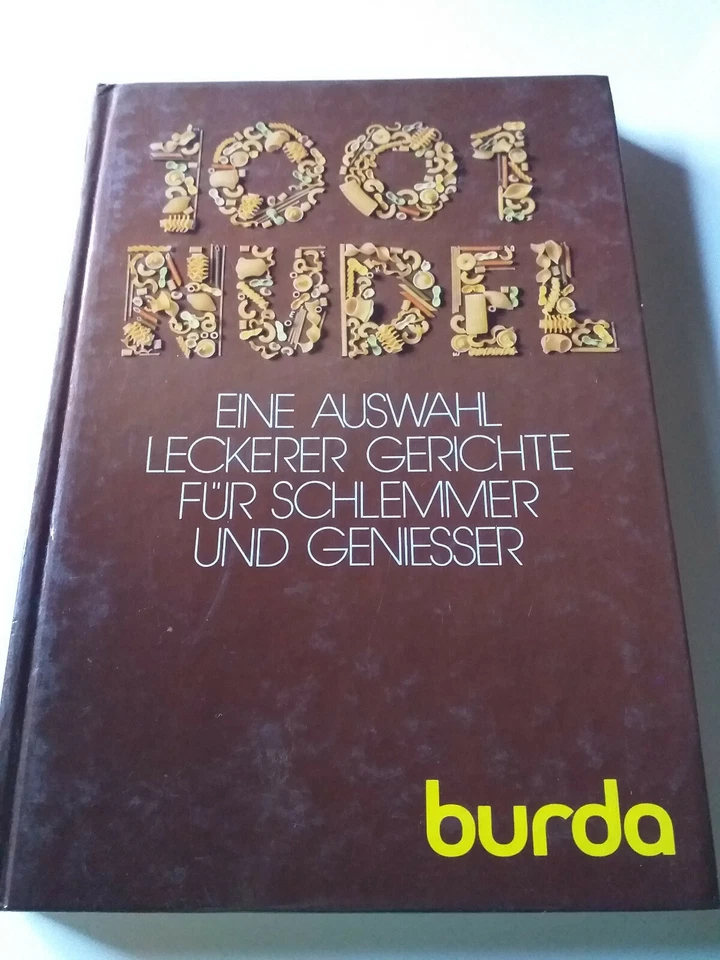 1001
NUDEL
EINE AUSWAHL
LECKERER GERICHTE
FÜR SCHLEMMER
UND GENIESSER
burda